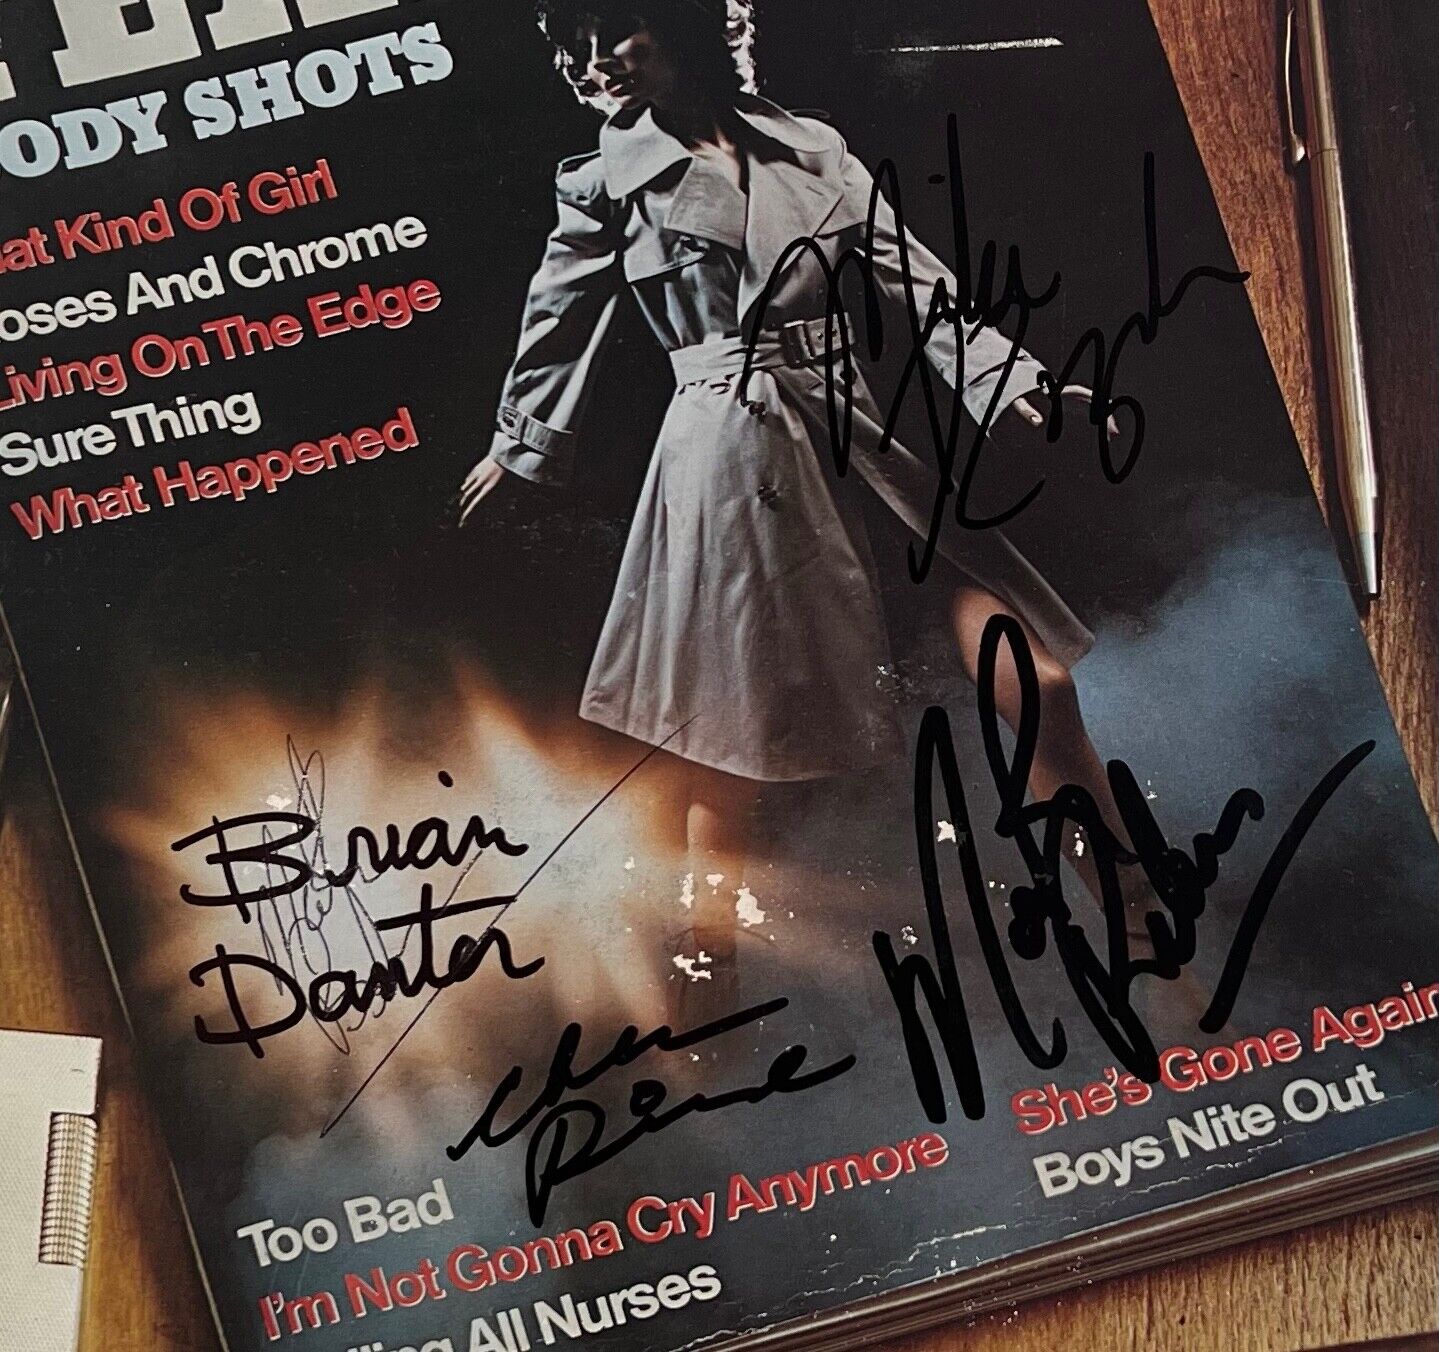 ODY SHOTS
at Kind Of Girl
oses And Chrome
Living On The Edge
Sure Thing
What Happened
Mike
Brian
Danter
She's Gone Again
Boys Nite Out
Too Bad
I'm Not Gonna Cry Anymore
ling All Nurses